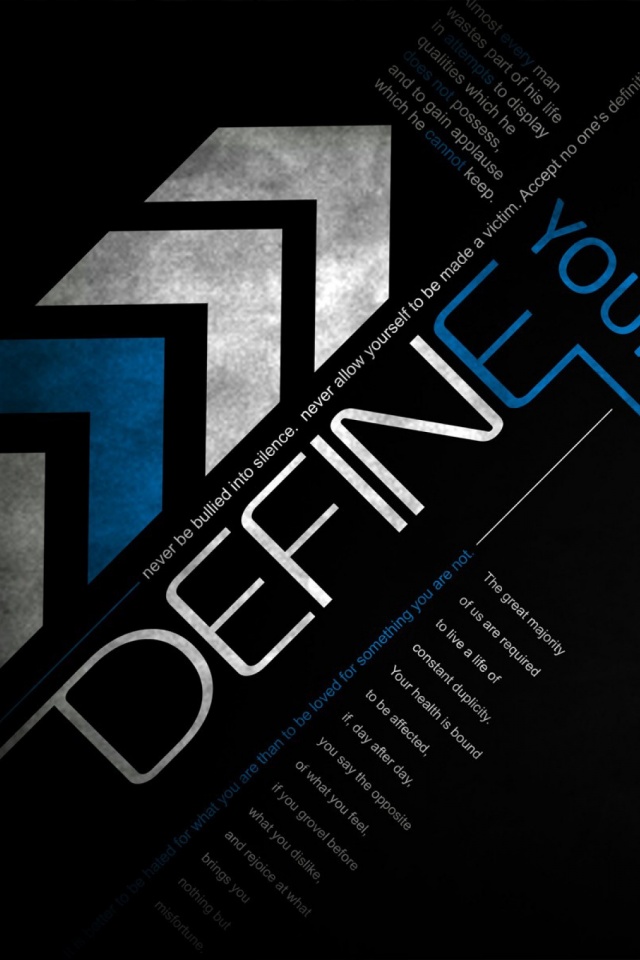 almost every man
wastes part of his life
in attempts to display
qualities which he
does not possess,
and to gain applause
which he cannot keep.
never be bullied into silence. never allow yourself to be made a victim. Accept no one's
YOU
DEFINE
to be hated for what you are than to be loved for something you are not.
The great majority
of us are required
to live a life of
constant duplicity.
Your health is bound
to be affected,
if, day after day,
you say the opposite
of what you feel,
if you grovel before
what you dislike,
and rejoice at what
brings you
nothing but
misfortune.